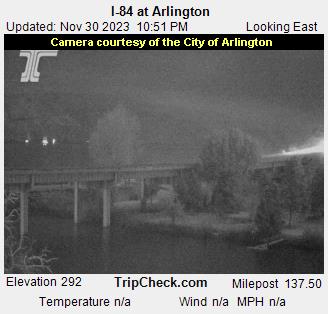 I-84 at Arlington
Updated: Nov 30 2023 10:51 PM Looking East
Camera courtesy of the City of Arlington
Elevation 292 TripCheck.com Milepost 137.50
Temperature n/a Wind n/a MPH n/a